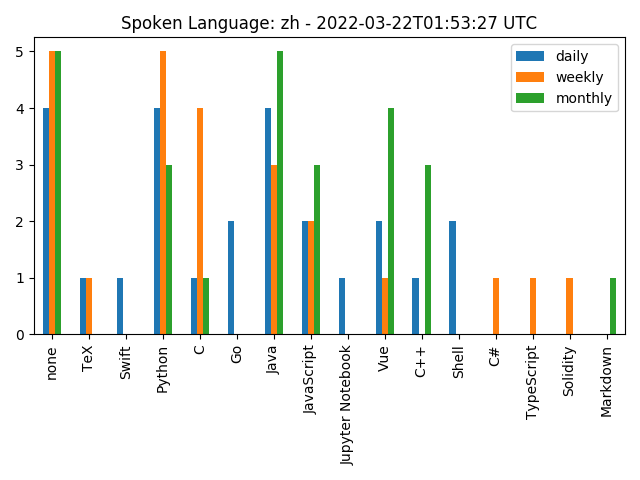 Spoken Language: zh - 2022-03-22T01:53:27 UTC
daily
weekly
monthly
5
4
3
2
1
0
none
TeX
Swift
Python
C
Go
Java
JavaScript
Jupyter Notebook
Vue
C++
Shell
C#
TypeScript
Solidity
Markdown